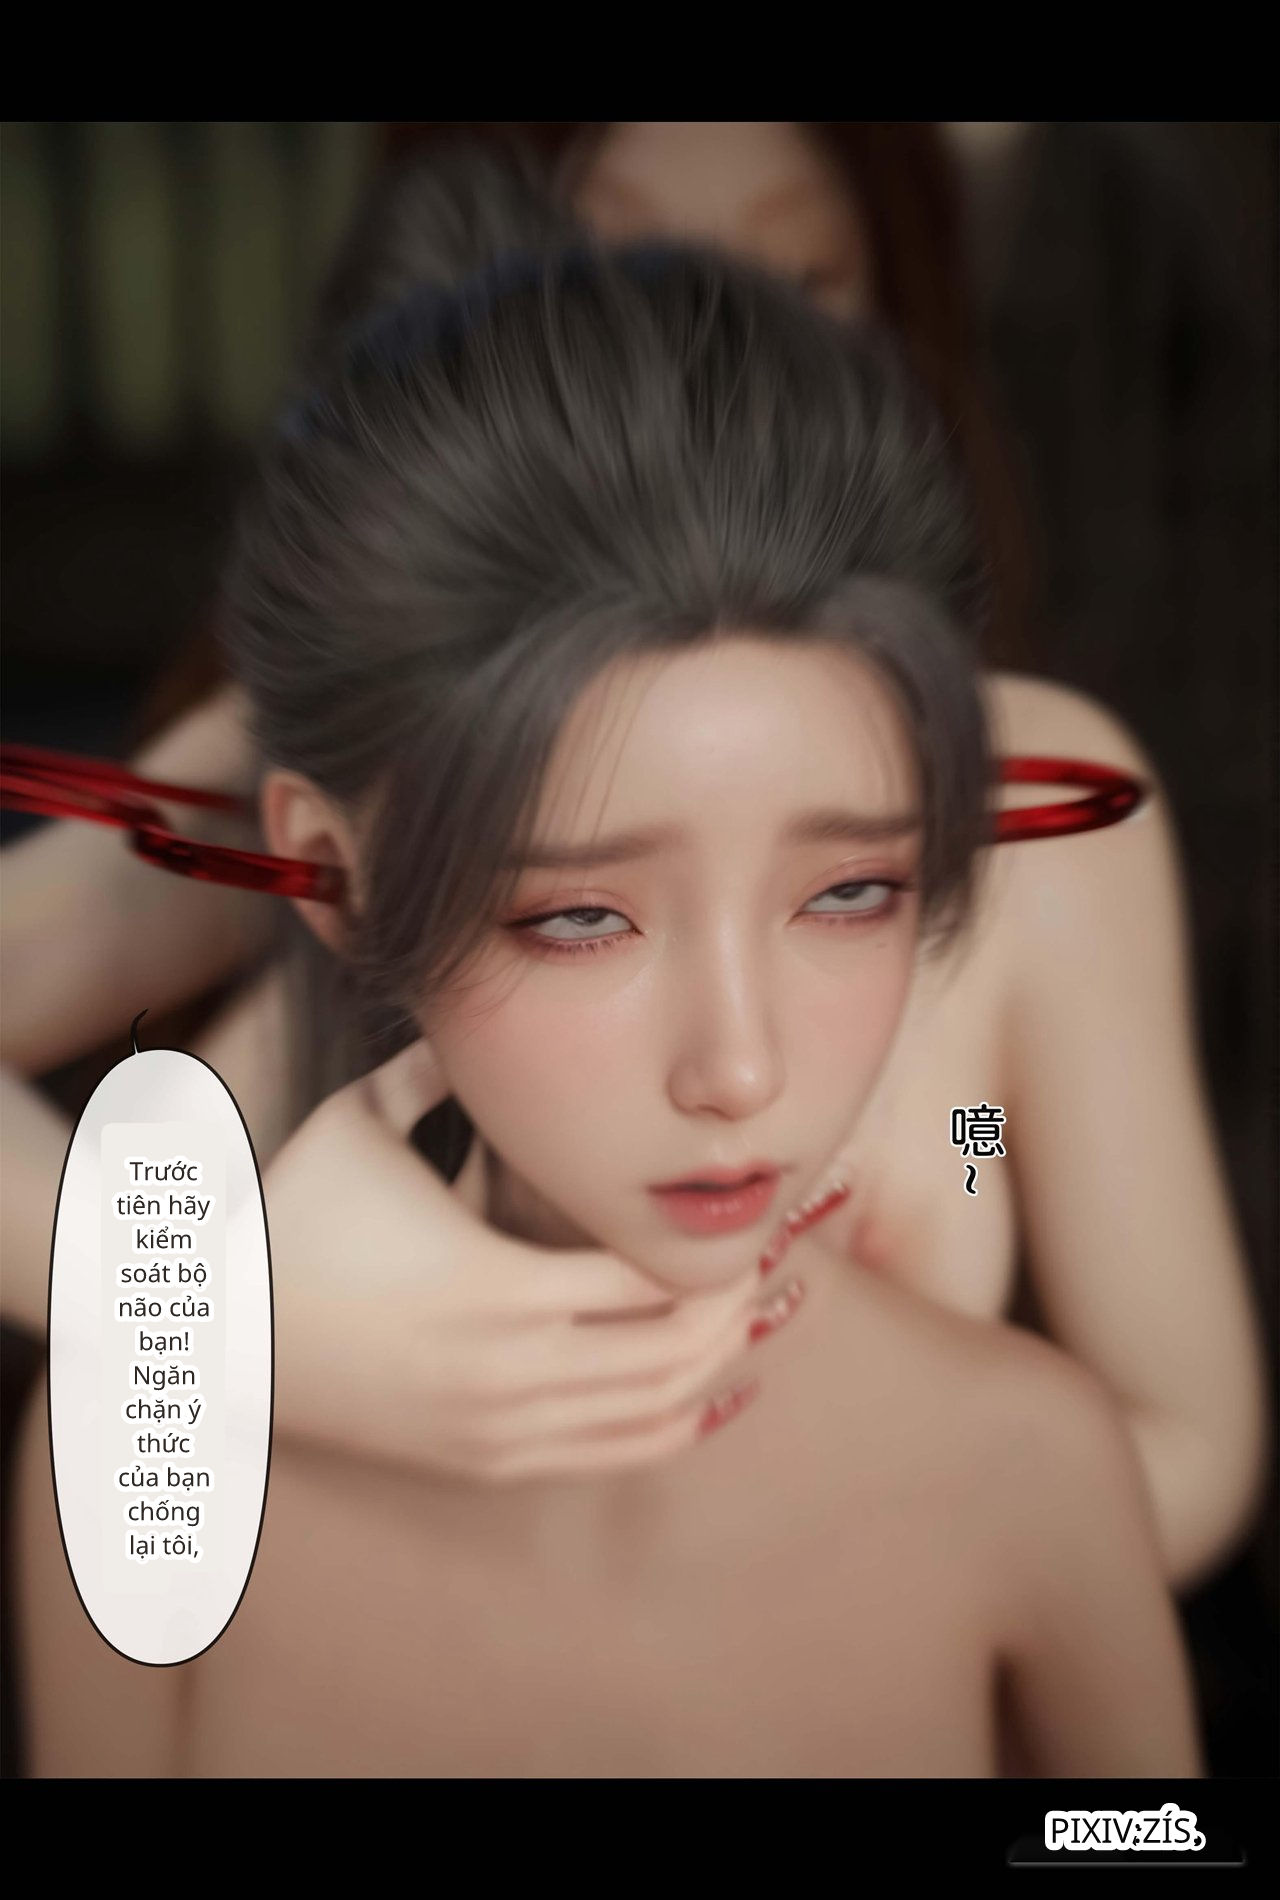 Trước
tiên hãy
kiểm
soát bộ
não của
bạn!
Ngăn
chặn ý
thức
của bạn
chống
lại tôi,
噫~
PIXIV:ZÍS,